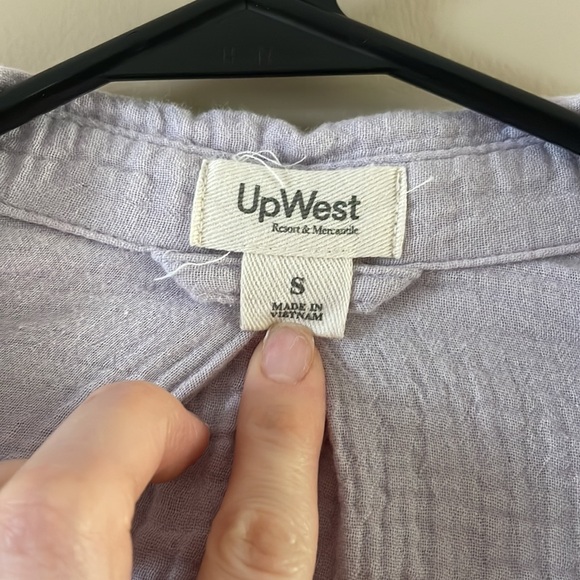 UpWest
Resort & Mercantile
S
MADE IN
VIETNAM